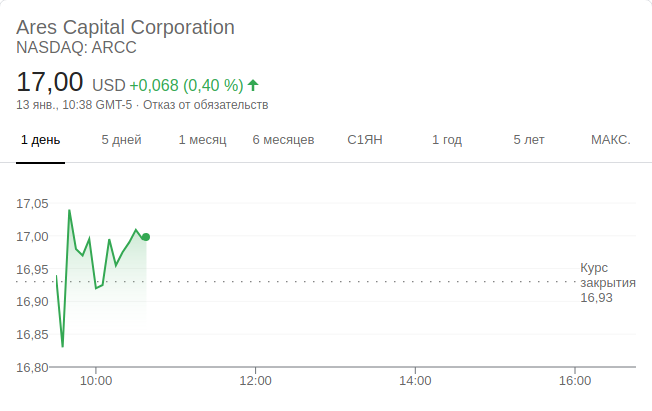 Ares Capital Corporation
NASDAQ: ARCC
17,00 USD +0,068 (0,40 %)
13 янв., 10:38 GMT-5 · Отказ от обязательств
1 день 5 дней 1 месяц 6 месяцев С1ЯН 1 год 5 лет МАКС.
17,05
17,00
16,95
16,90
16,85
16,80
Курс
закрытия
16,93
10:00 12:00 14:00 16:00